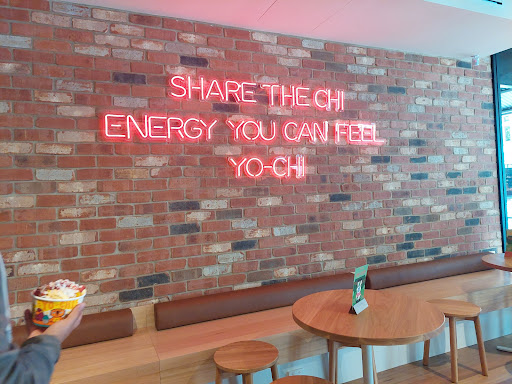 SHARE THE CHI
ENERGY YOU CAN FEEL
YO-CHI